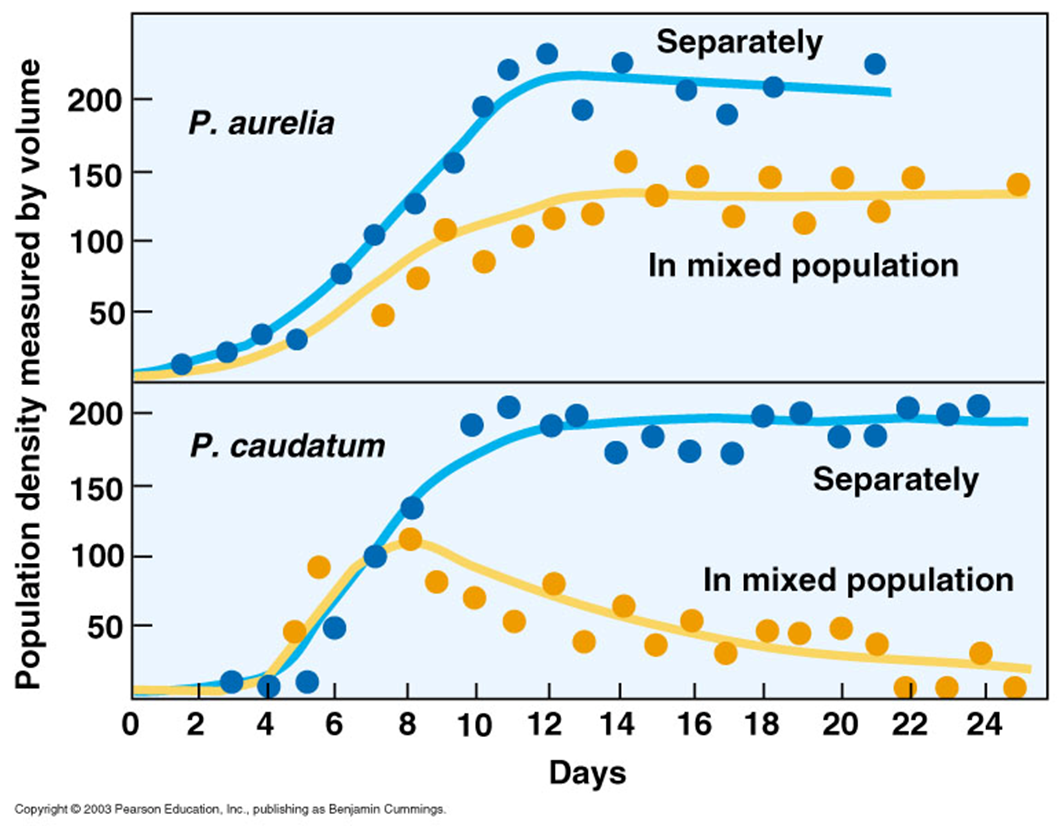 Population density measured by volume
200
150
100
50
P. aurelia
Separately
In mixed population
200
150
100
50
P. caudatum
Separately
In mixed population
0 2 4 6 8 10 12 14 16 18 20 22 24
Days
Copyright © 2003 Pearson Education, Inc., publishing as Benjamin Cummings.